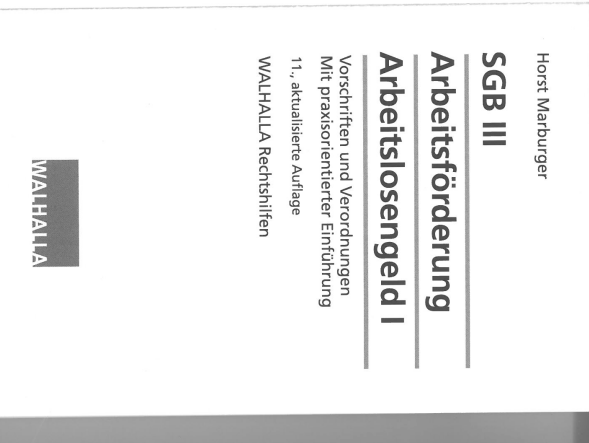 Horst Marburger
SGB III
Arbeitsförderung
Arbeitslosengeld I
Vorschriften und Verordnungen
Mit praxisorientierter Einführung
11., aktualisierte Auflage
WALHALLA Rechtshilfen
WALHALLA